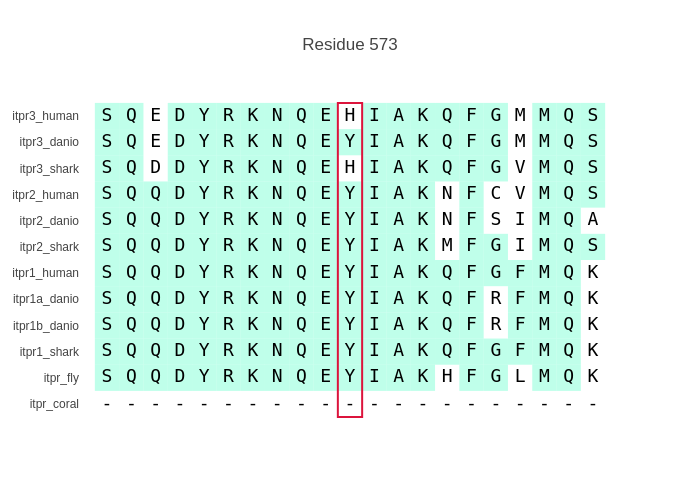 Residue 573
itpr3_human S Q E D Y R K N Q E H I A K Q F G M M Q S
itpr3_danio S Q E D Y R K N Q E Y I A K Q F G M M Q S
itpr3_shark S Q D D Y R K N Q E H I A K Q F G V M Q S
itpr2_human S Q Q D Y R K N Q E Y I A K N F C V M Q S
itpr2_danio S Q Q D Y R K N Q E Y I A K N F S I M Q A
itpr2_shark S Q Q D Y R K N Q E Y I A K M F G I M Q S
itpr1_human S Q Q D Y R K N Q E Y I A K Q F G F M Q K
itpr1a_danio S Q Q D Y R K N Q E Y I A K Q F R F M Q K
itpr1b_danio S Q Q D Y R K N Q E Y I A K Q F R F M Q K
itpr1_shark S Q Q D Y R K N Q E Y I A K Q F G F M Q K
itpr_fly S Q Q D Y R K N Q E Y I A K H F G L M Q K
itpr_coral - - - - - - - - - - - - - - - - - - - - -